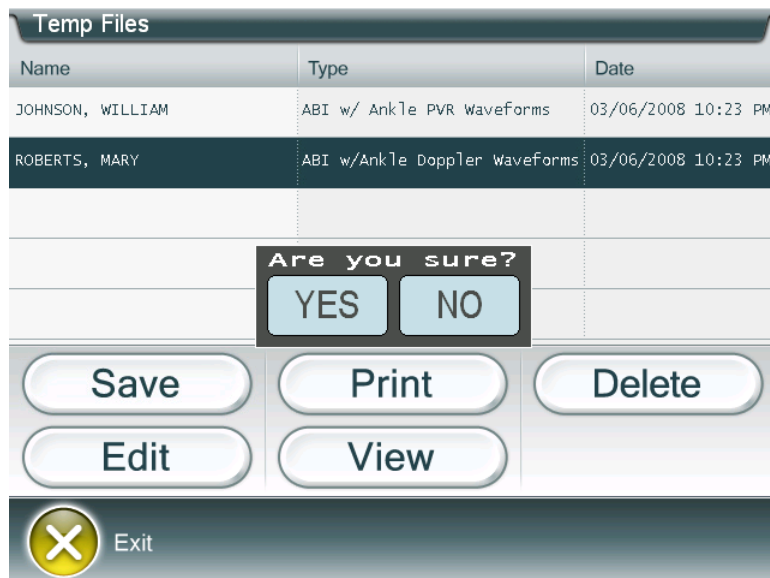 Temp Files
Name Type Date
JOHNSON, WILLIAM ABI w/ Ankle PVR Waveforms 03/06/2008 10:23 PM
ROBERTS, MARY ABI w/Ankle Doppler Waveforms 03/06/2008 10:23 PM
Are you sure?
YES NO
Save Print Delete
Edit View
Exit